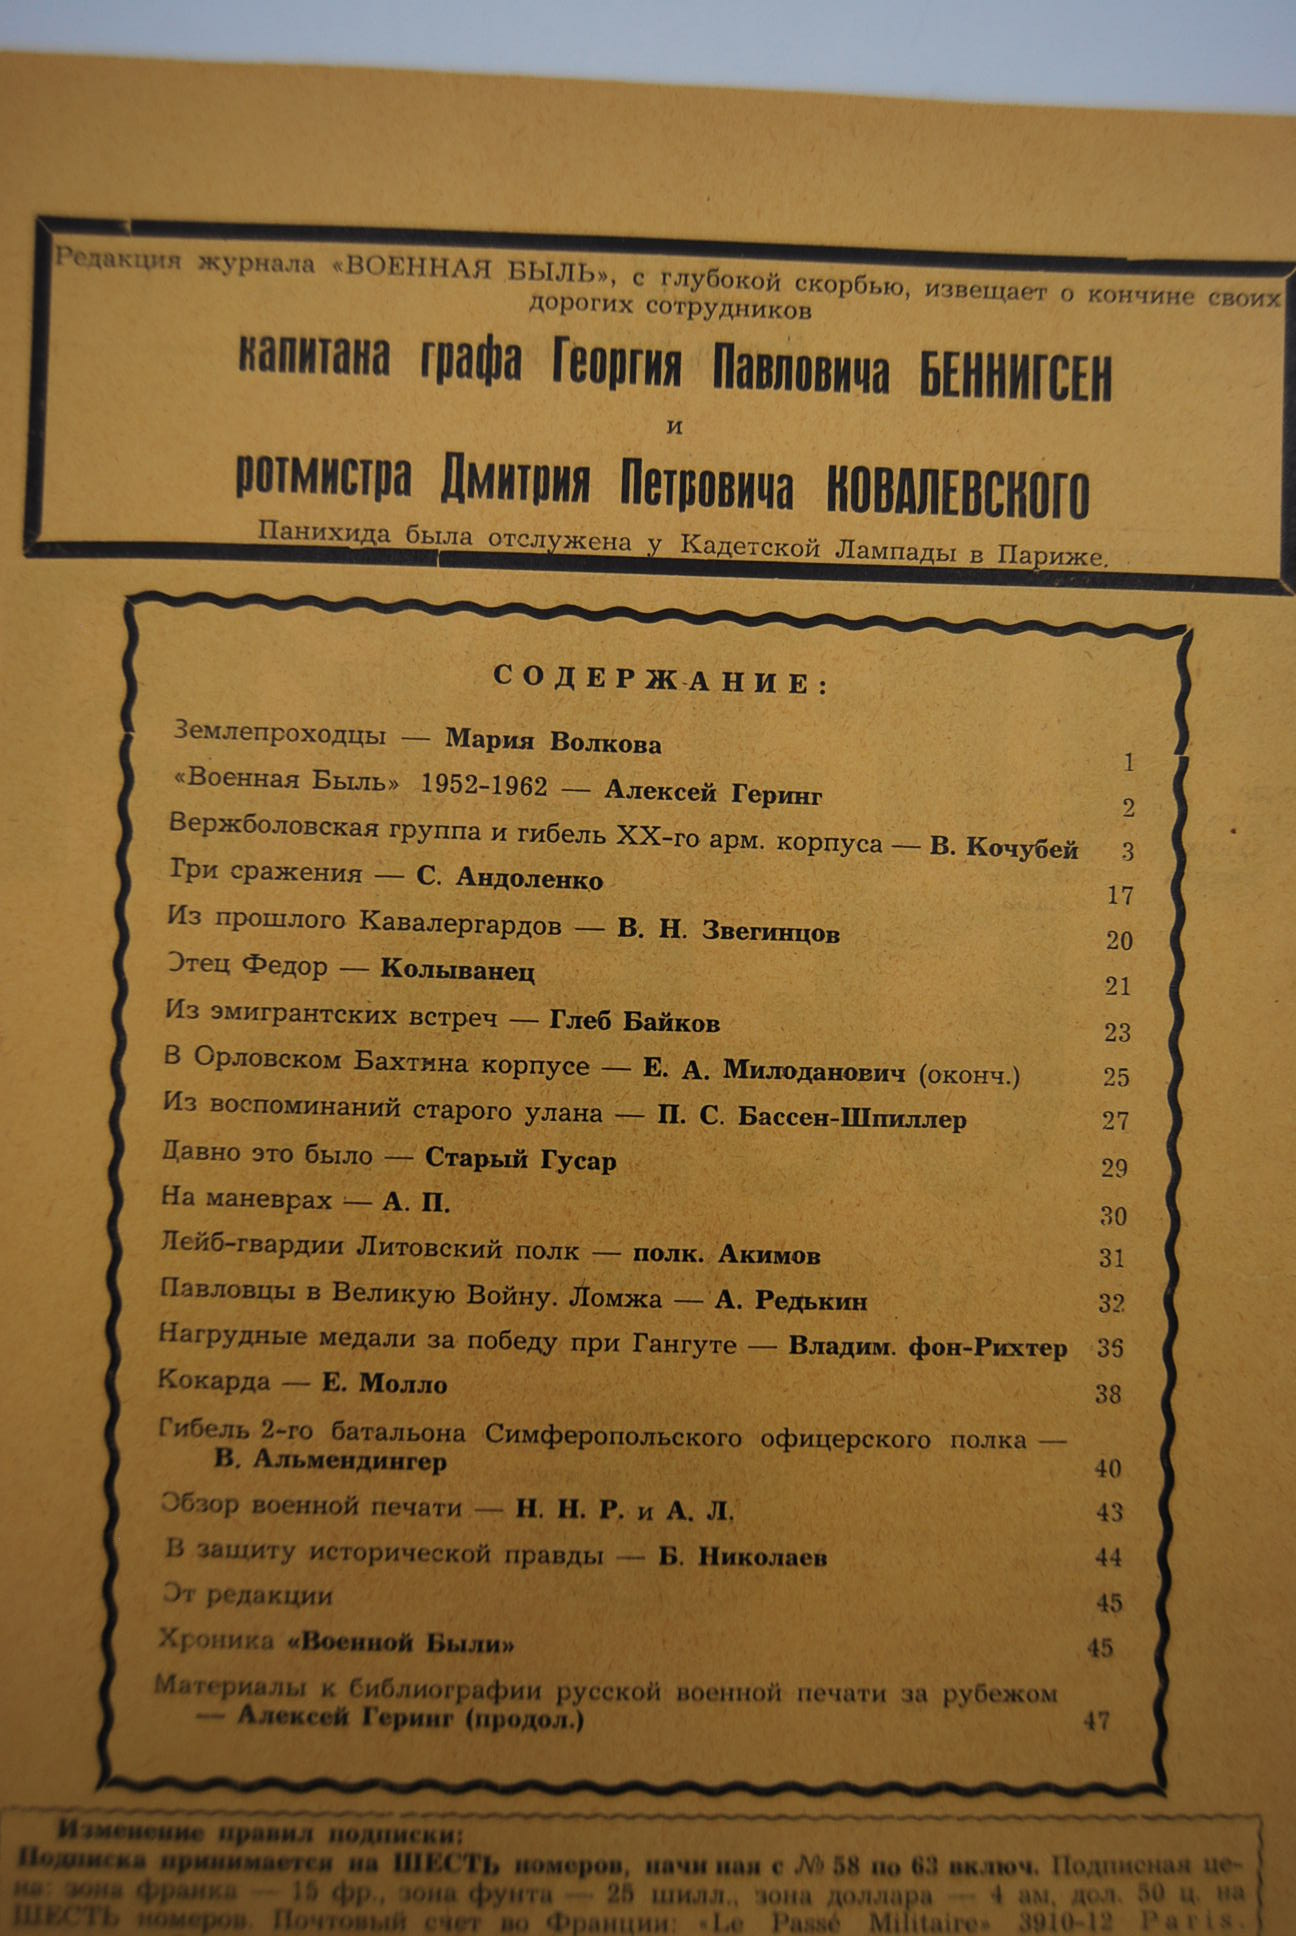 Редакция журнала «ВОЕННАЯ БЫЛЬ», с глубокой скорбью, извещает о кончине своих
дорогих сотрудников
капитана графа Георгия Павловича БЕННИГСЕН
и
ротмистра Дмитрия Петровича КОВАЛЕВСКОГО
Панихида была отслужена у Кадетской Лампады в Париже.
СОДЕРЖАНИЕ:
Землепроходцы — Мария Волкова 1
«Военная Быль» 1952-1962 — Алексей Геринг 2
Вержболовская группа и гибель ХХ-го арм. корпуса — В. Кочубей 3
Три сражения — С. Андоленко 17
Из прошлого Кавалергардов — В. Н. Звегинцов 20
Отец Федор — Колыванец 21
Из эмигрантских встреч — Глеб Байков 23
В Орловском Бахтина корпусе — Е. А. Милоданович (оконч.) 25
Из воспоминаний старого улана — П. С. Бассен-Шпиллер 27
Давно это было — Старый Гусар 29
На маневрах — А. П. 30
Лейб-гвардии Литовский полк — полк. Акимов 31
Павловцы в Великую Войну. Ломжа — А. Редькин 32
Нагрудные медали за победу при Гангуте — Владим. фон-Рихтер 36
Кокарда — Е. Молло 38
Гибель 2-го батальона Симферопольского офицерского полка —
В. Альмендингер 40
Обзор военной печати — Н. Н. Р. и А. Л. 43
В защиту исторической правды — Б. Николаев 44
От редакции 45
Хроника «Военной Были» 45
Материалы к библиографии русской военной печати за рубежом
— Алексей Геринг (продол.) 47
Изменение правил подписки:
Подписка принимается на ШЕСТЬ номеров, начиная с № 58 по 63 включ. Подписная це-
на: зона франка — 15 фр., зона фунта — 25 шилл., зона доллара — 4 ам, дол. 50 ц. на
ШЕСТЬ номеров. Почтовый счет во Франции: «Le Passé Militaire» 3910-12 Paris.